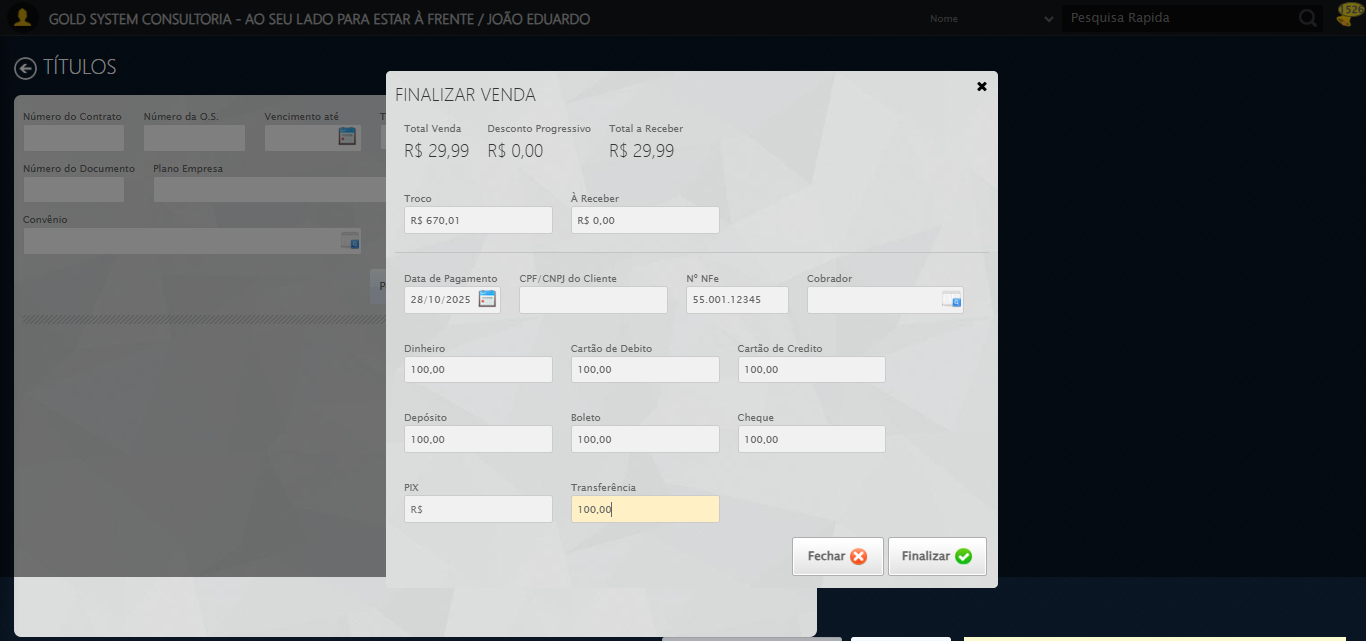 GOLD SYSTEM CONSULTORIA - AO SEU LADO PARA ESTAR À FRENTE / JOÃO EDUARDO
Nome
Pesquisa Rapida
1526
TÍTULOS
Número do Contrato
Número da O.S.
Vencimento até
T
Número do Documento
Plano Empresa
Convênio
P
FINALIZAR VENDA
Total Venda
Desconto Progressivo
Total a Receber
R$ 29,99
R$ 0,00
R$ 29,99
Troco
À Receber
R$ 670,01
R$ 0,00
Data de Pagamento
CPF/CNPJ do Cliente
Nº NFe
Cobrador
28/10/2025
55.001.12345
Dinheiro
Cartão de Debito
Cartão de Credito
100,00
100,00
100,00
Depósito
Boleto
Cheque
100,00
100,00
100,00
PIX
Transferência
R$
100,00
Fechar
Finalizar